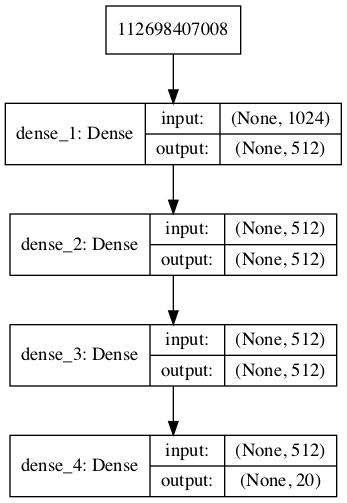 112698407008
dense_1: Dense
input:
(None, 1024)
output:
(None, 512)
dense_2: Dense
input:
(None, 512)
output:
(None, 512)
dense_3: Dense
input:
(None, 512)
output:
(None, 512)
dense_4: Dense
input:
(None, 512)
output:
(None, 20)